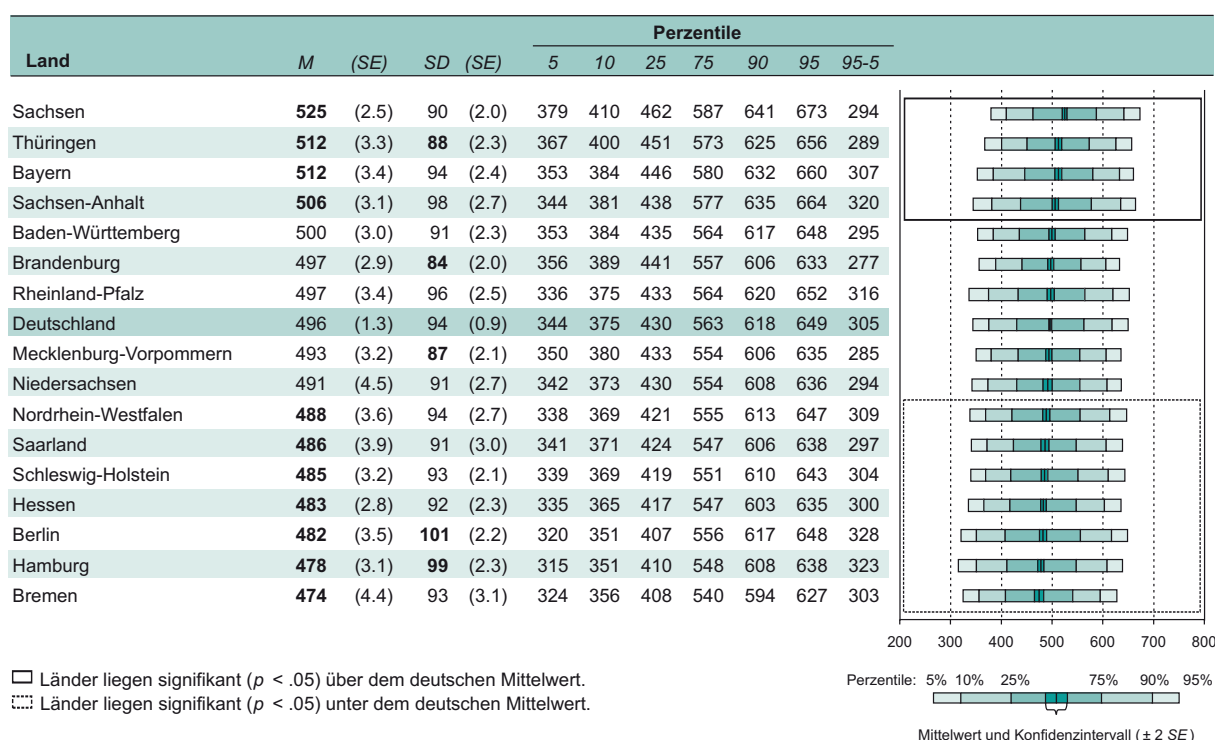 Perzentile
Land M (SE) SD (SE) 5 10 25 75 90 95 95-5
Sachsen 525 (2.5) 90 (2.0) 379 410 462 587 641 673 294
Thüringen 512 (3.3) 88 (2.3) 367 400 451 573 625 656 289
Bayern 512 (3.4) 94 (2.4) 353 384 446 580 632 660 307
Sachsen-Anhalt 506 (3.1) 98 (2.7) 344 381 438 577 635 664 320
Baden-Württemberg 500 (3.0) 91 (2.3) 353 384 435 564 617 648 295
Brandenburg 497 (2.9) 84 (2.0) 356 389 441 557 606 633 277
Rheinland-Pfalz 497 (3.4) 96 (2.5) 336 375 433 564 620 652 316
Deutschland 496 (1.3) 94 (0.9) 344 375 430 563 618 649 305
Mecklenburg-Vorpommern 493 (3.2) 87 (2.1) 350 380 433 554 606 635 285
Niedersachsen 491 (4.5) 91 (2.7) 342 373 430 554 608 636 294
Nordrhein-Westfalen 488 (3.6) 94 (2.7) 338 369 421 555 613 647 309
Saarland 486 (3.9) 91 (3.0) 341 371 424 547 606 638 297
Schleswig-Holstein 485 (3.2) 93 (2.1) 339 369 419 551 610 643 304
Hessen 483 (2.8) 92 (2.3) 335 365 417 547 603 635 300
Berlin 482 (3.5) 101 (2.2) 320 351 407 556 617 648 328
Hamburg 478 (3.1) 99 (2.3) 315 351 410 548 608 638 323
Bremen 474 (4.4) 93 (3.1) 324 356 408 540 594 627 303
200 300 400 500 600 700 800
Länder liegen signifikant (p < .05) über dem deutschen Mittelwert.
Länder liegen signifikant (p < .05) unter dem deutschen Mittelwert.
Perzentile: 5% 10% 25% 75% 90% 95%
Mittelwert und Konfidenzintervall (± 2 SE)